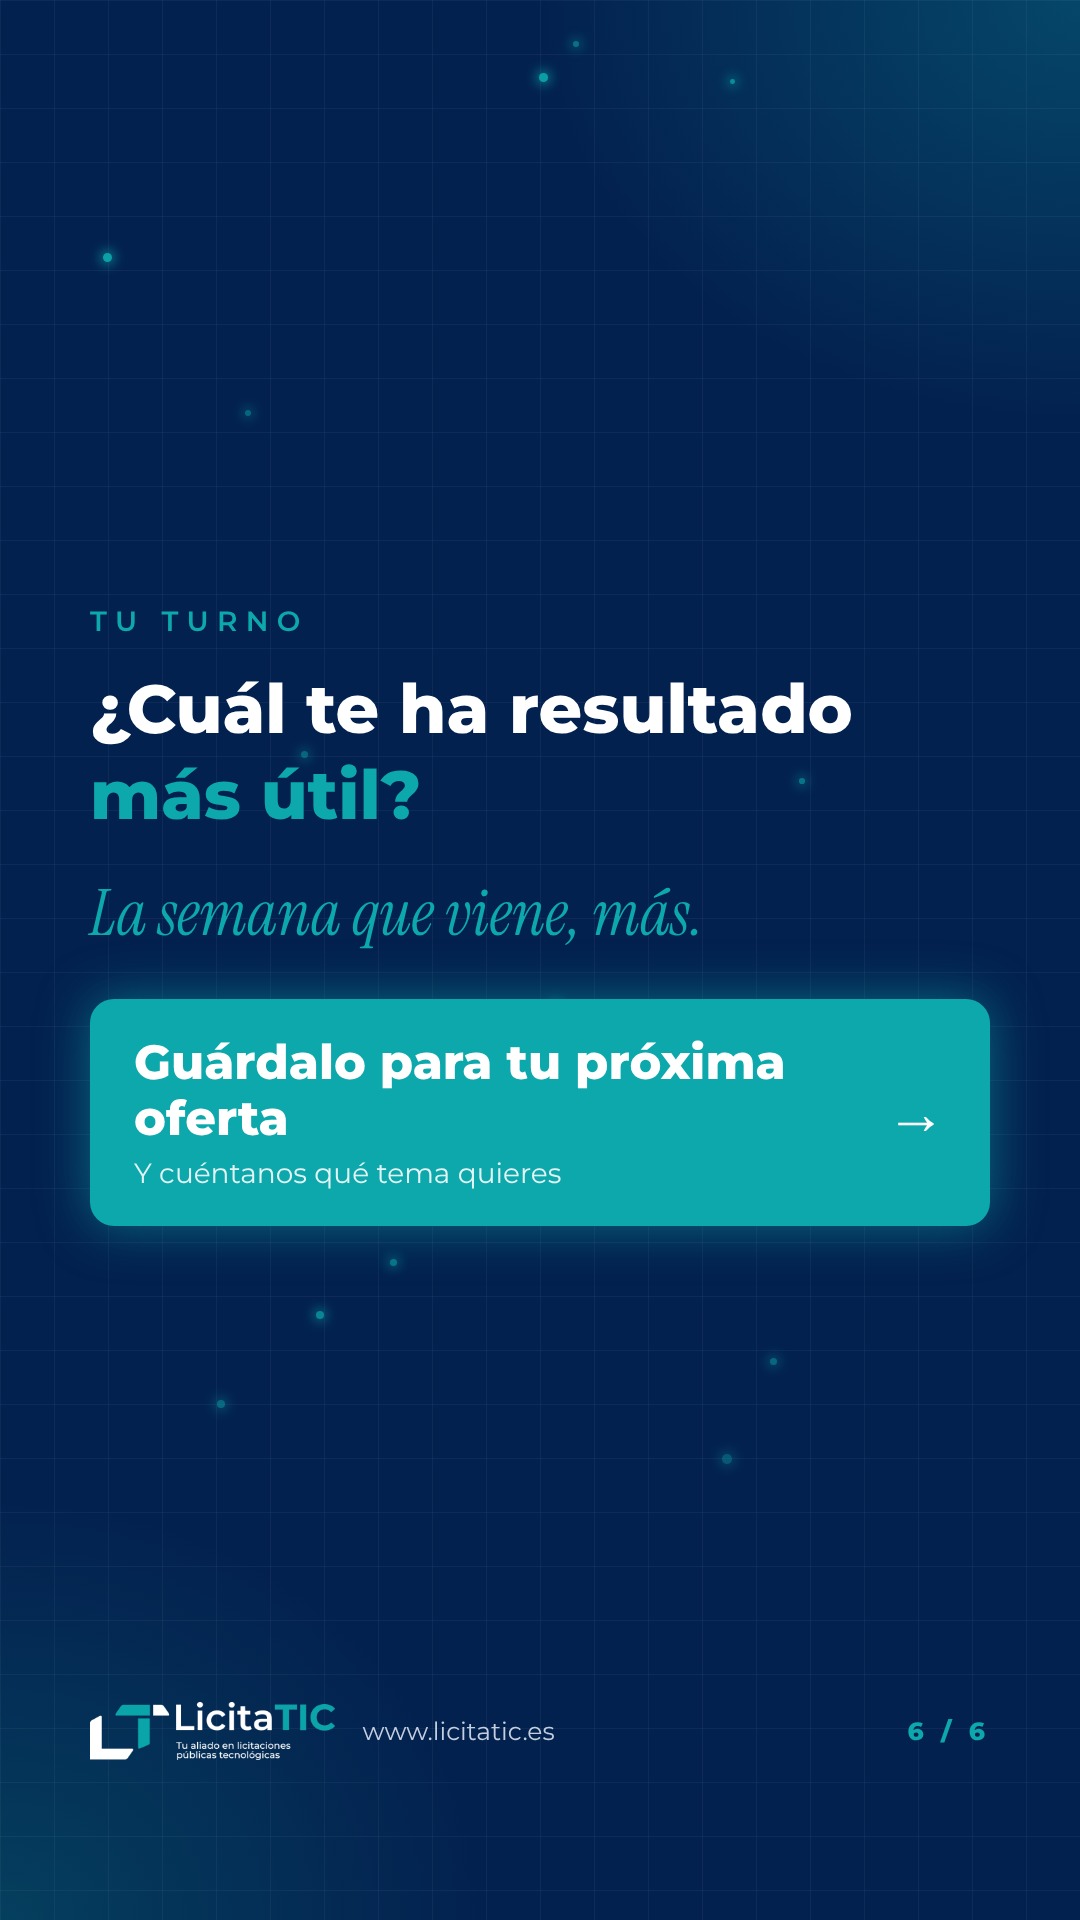 TU TURNO
¿Cuál te ha resultado
más útil?
La semana que viene, más.
Guárdalo para tu próxima
oferta
→
Y cuéntanos qué tema quieres
LicitaTIC
Tu aliado en licitaciones
públicas tecnológicas
www.licitatic.es
6 / 6